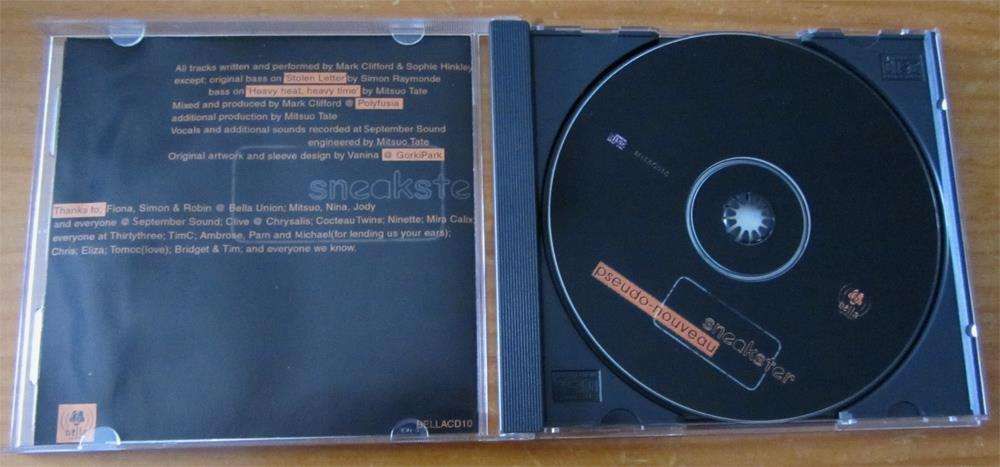 All tracks written and performed by Mark Clifford & Sophie Hinkley
except; original bass on Stolen Letter by Simon Raymonde
bass on 'Heavy heat, heavy time' by Mitsuo Tate
Mixed and produced by Mark Clifford @ Polyfusia
additional production by Mitsuo Tate
Vocals and additional sounds recorded at September Sound
engineered by Mitsuo Tate
Original artwork and sleeve design by Vanina @ GorkiPark
sneakster
Thanks to, Fiona, Simon & Robin @ Bella Union; Mitsuo, Nina, Jody
and everyone @ September Sound; Clive @ Chrysalis; CocteauTwins; Ninette; Mira Calix;
everyone at Thirtythree; TimC; Ambrose, Pam and Michael(for lending us your ears);
Chris; Eliza; Tomoc(love); Bridget & Tim; and everyone we know.
bella
BELLACD10
pseudo-nouveau
sneakster
bella